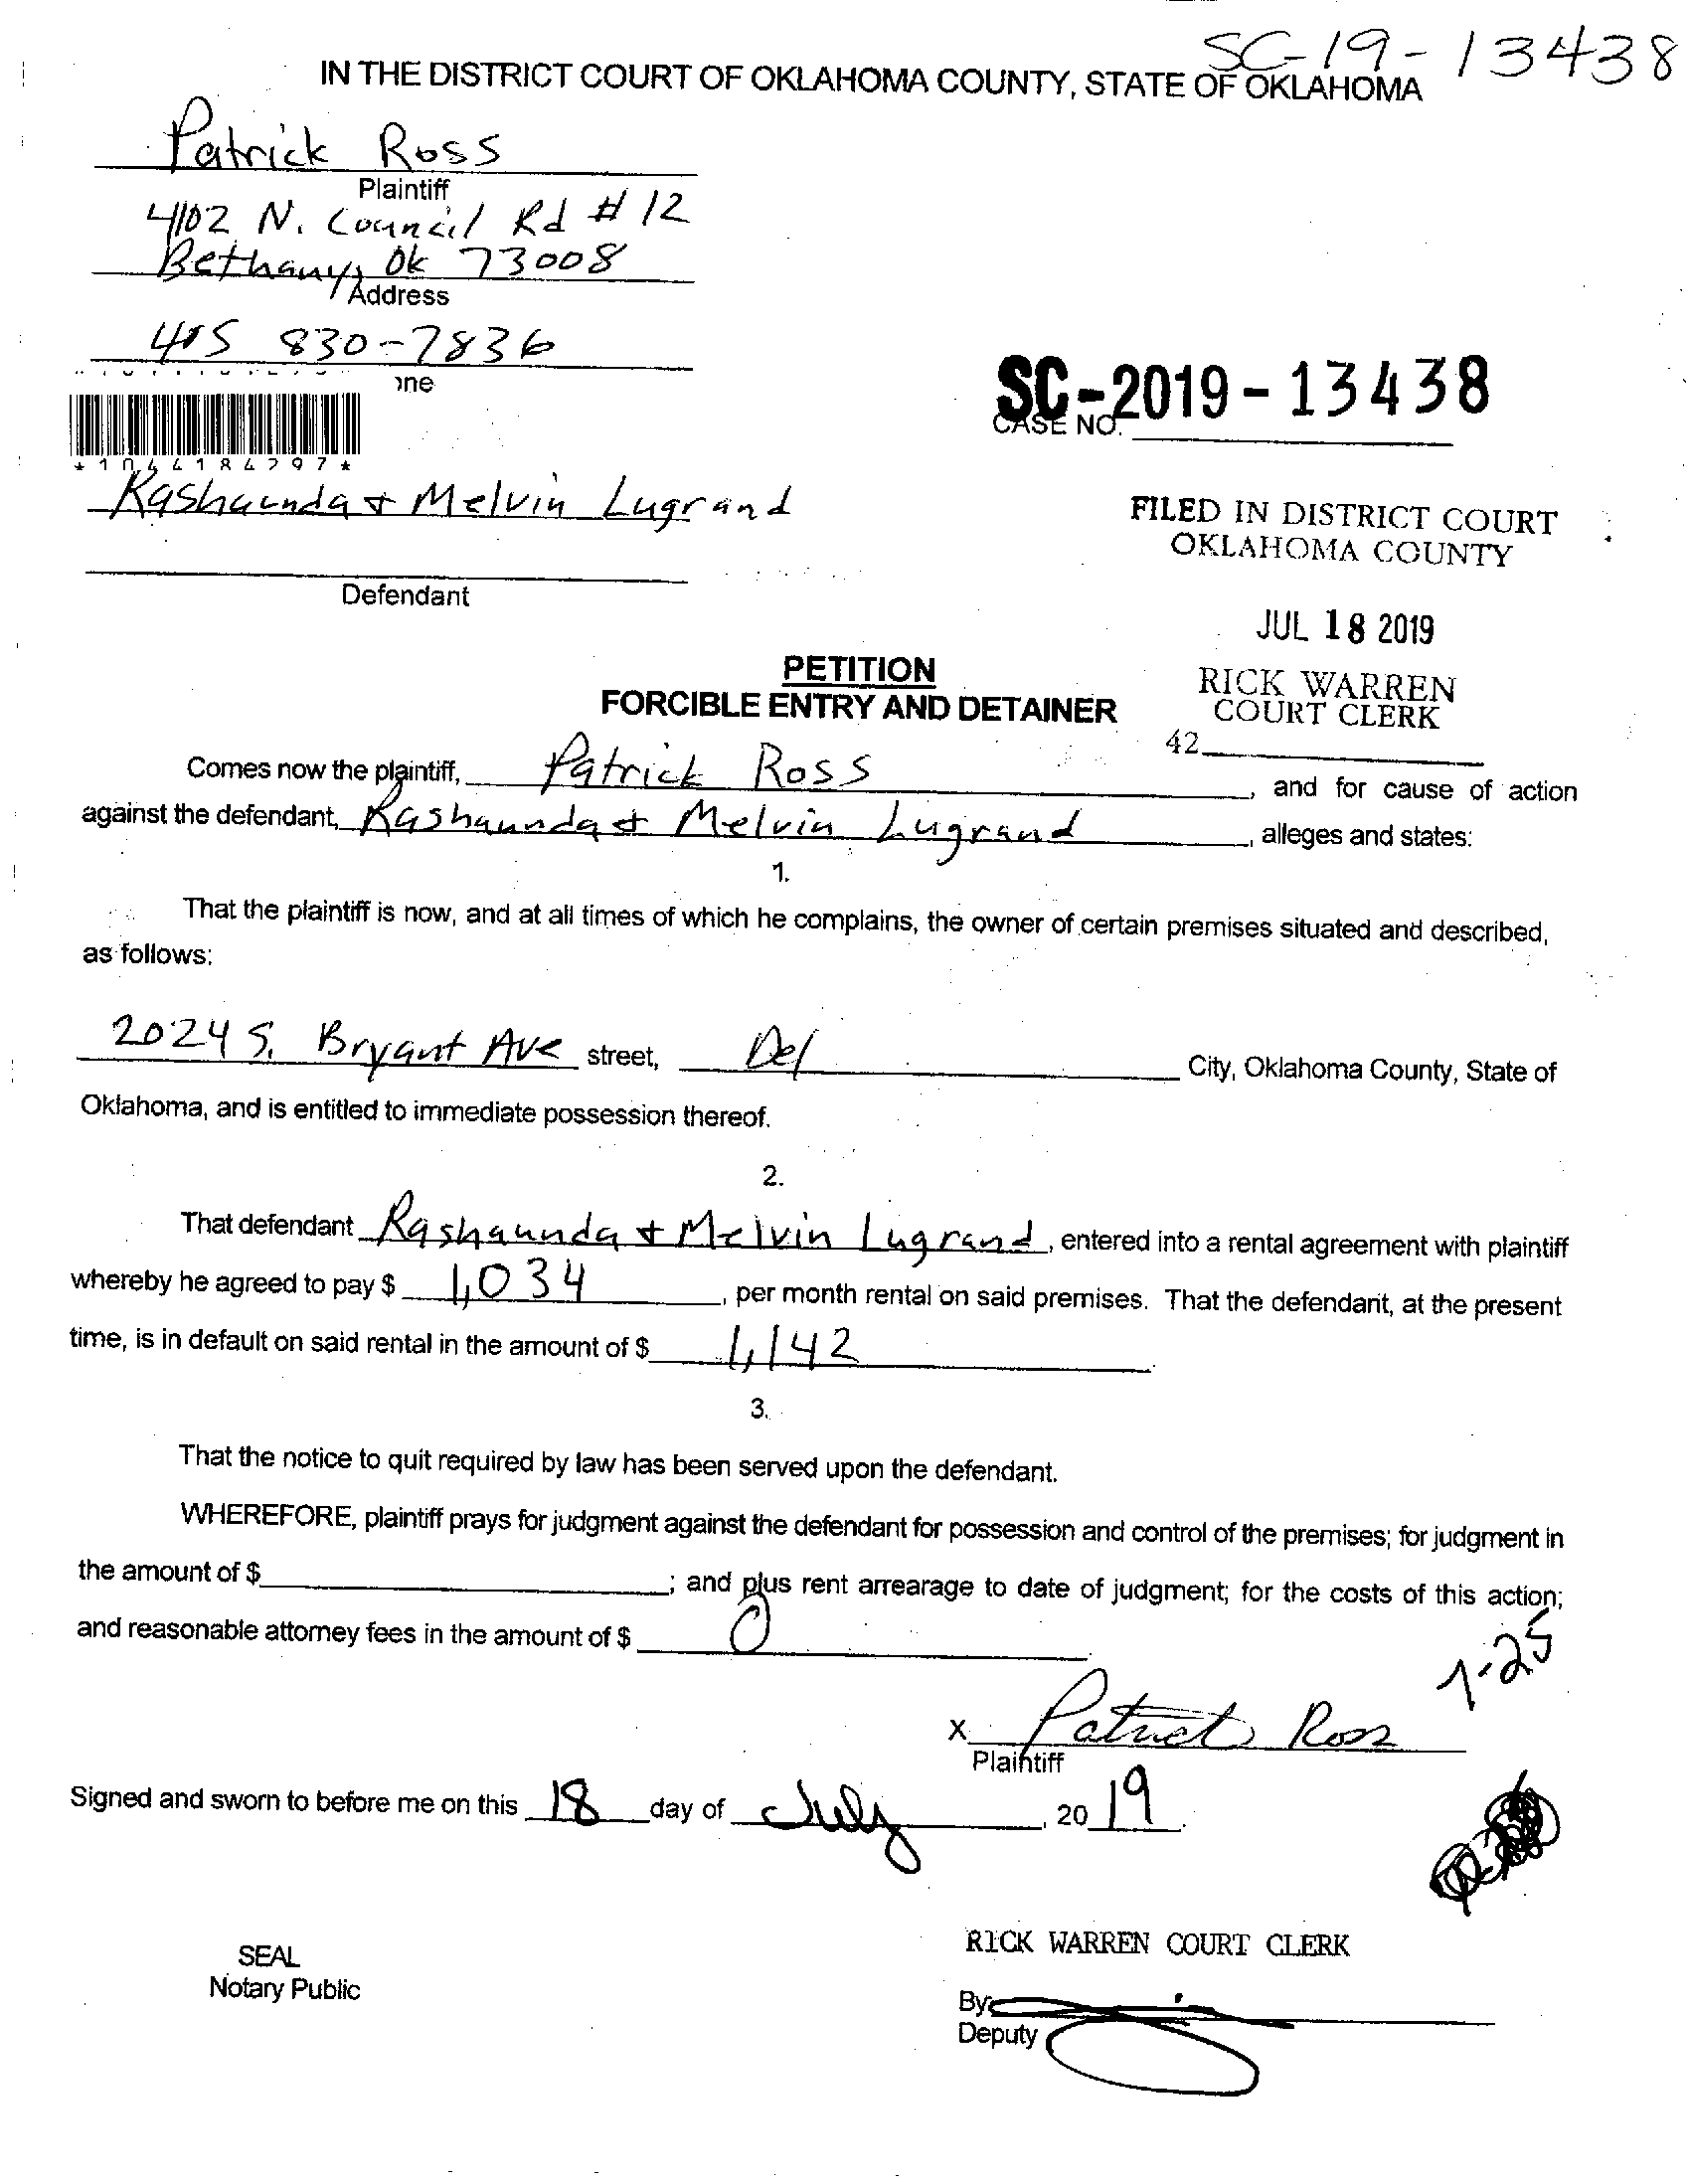 SC-19-13438
IN THE DISTRICT COURT OF OKLAHOMA COUNTY, STATE OF OKLAHOMA
Patrick Ross
Plaintiff
4102 N. Council Rd # 12
Bethany, Ok 73008
Address
405 830-7836
one
SC-2019-13438
CASE NO.
*1044184297*
Rashaunda & Melvin Lugrand
Defendant
FILED IN DISTRICT COURT
OKLAHOMA COUNTY
JUL 18 2019
RICK WARREN
COURT CLERK
42
PETITION
FORCIBLE ENTRY AND DETAINER
Comes now the plaintiff, Patrick Ross, and for cause of action
against the defendant, Rashaunda & Melvin Lugrand, alleges and states:
1.
That the plaintiff is now, and at all times of which he complains, the owner of certain premises situated and described,
as follows:
2024 S. Bryant Ave street, Del City, Oklahoma County, State of
Oklahoma, and is entitled to immediate possession thereof.
2.
That defendant Rashaunda & Melvin Lugrand, entered into a rental agreement with plaintiff
whereby he agreed to pay $ 1,034, per month rental on said premises. That the defendant, at the present
time, is in default on said rental in the amount of $ 1,142.
3.
That the notice to quit required by law has been served upon the defendant.
WHEREFORE, plaintiff prays for judgment against the defendant for possession and control of the premises; for judgment in
the amount of $ ; and plus rent arrearage to date of judgment; for the costs of this action;
and reasonable attorney fees in the amount of $ 0.
7-25
X Patrick Ross
Plaintiff
Signed and sworn to before me on this 18 day of July, 2019.
SEAL
Notary Public
RICK WARREN COURT CLERK
By
Deputy